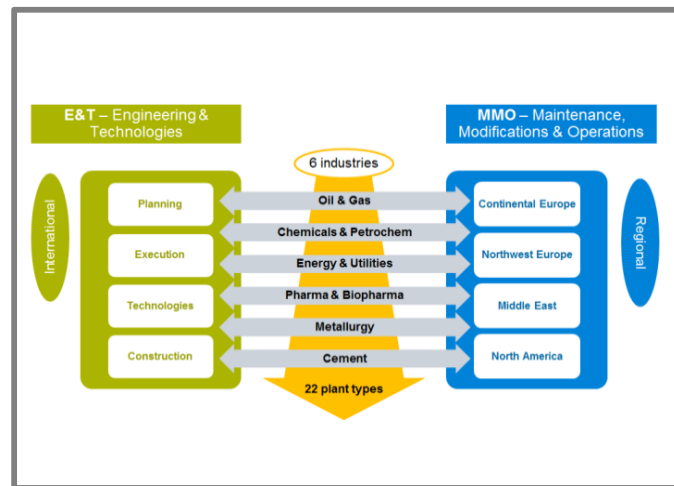 E&T – Engineering &
Technologies
MMO – Maintenance,
Modifications & Operations
6 industries
International
Planning
Execution
Technologies
Construction
Oil & Gas
Chemicals & Petrochem
Energy & Utilities
Pharma & Biopharma
Metallurgy
Cement
22 plant types
Continental Europe
Northwest Europe
Middle East
North America
Regional